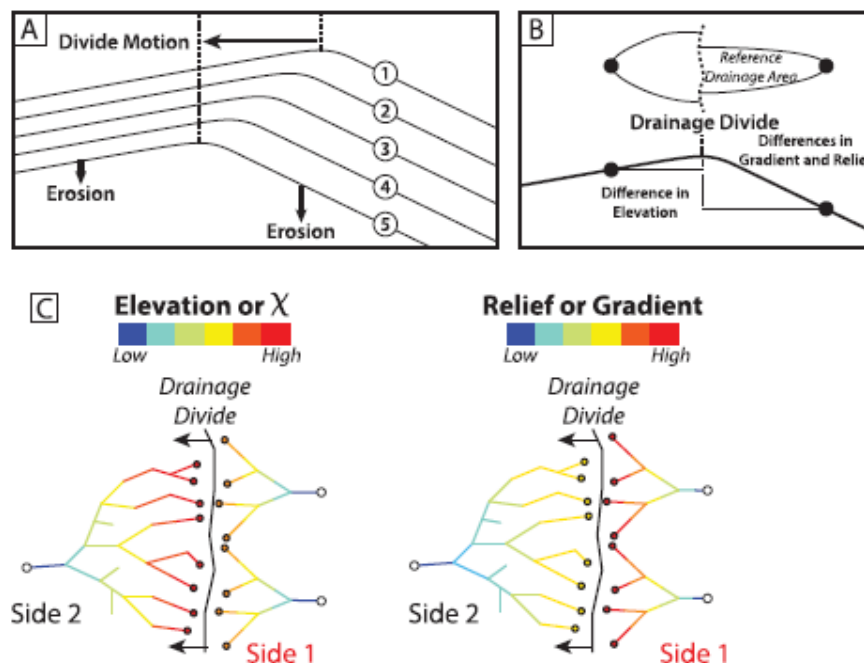 A
Divide Motion
1
2
3
4
5
Erosion
Erosion
B
Reference
Drainage Area
Drainage Divide
Differences in
Gradient and Relief
Difference in
Elevation
C
Elevation or χ
Low
High
Drainage
Divide
Side 2
Side 1
Relief or Gradient
Low
High
Drainage
Divide
Side 2
Side 1